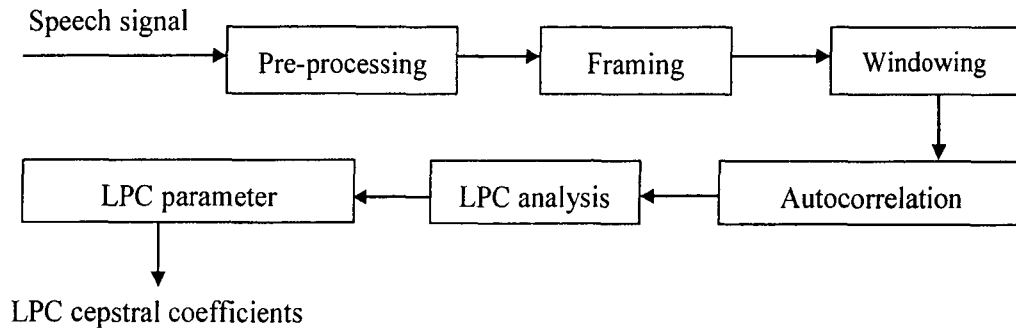 Speech signal
Pre-processing
Framing
Windowing
Autocorrelation
LPC analysis
LPC parameter
LPC cepstral coefficients